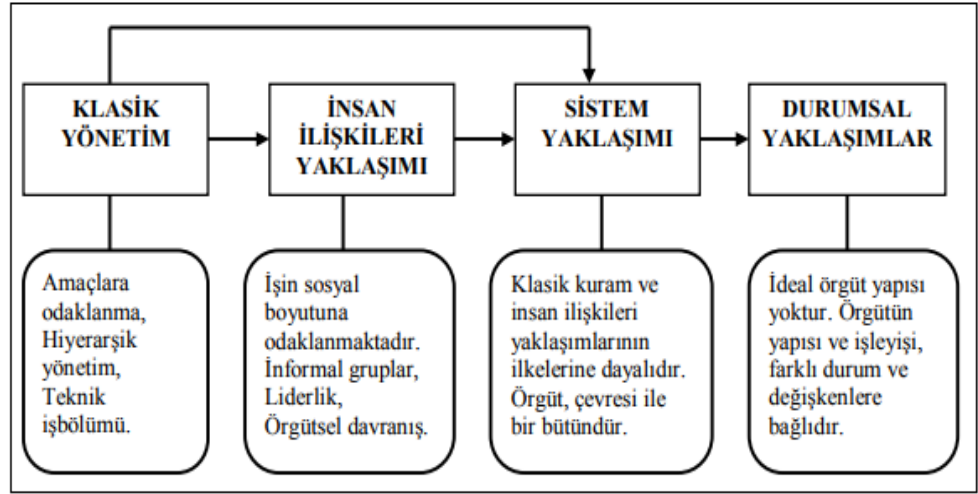 KLASİK
YÖNETİM
İNSAN
İLİŞKİLERİ
YAKLAŞIMI
SİSTEM
YAKLAŞIMI
DURUMSAL
YAKLAŞIMLAR
Amaçlara
odaklanma,
Hiyerarşik
yönetim,
Teknik
işbölümü.
İşin sosyal
boyutuna
odaklanmaktadır.
İnformal gruplar,
Liderlik,
Örgütsel davranış.
Klasik kuram ve
insan ilişkileri
yaklaşımlarının
ilkelerine dayalıdır.
Örgüt, çevresi ile
bir bütündür.
İdeal örgüt yapısı
yoktur. Örgütün
yapısı ve işleyişi,
farklı durum ve
değişkenlere
bağlıdır.